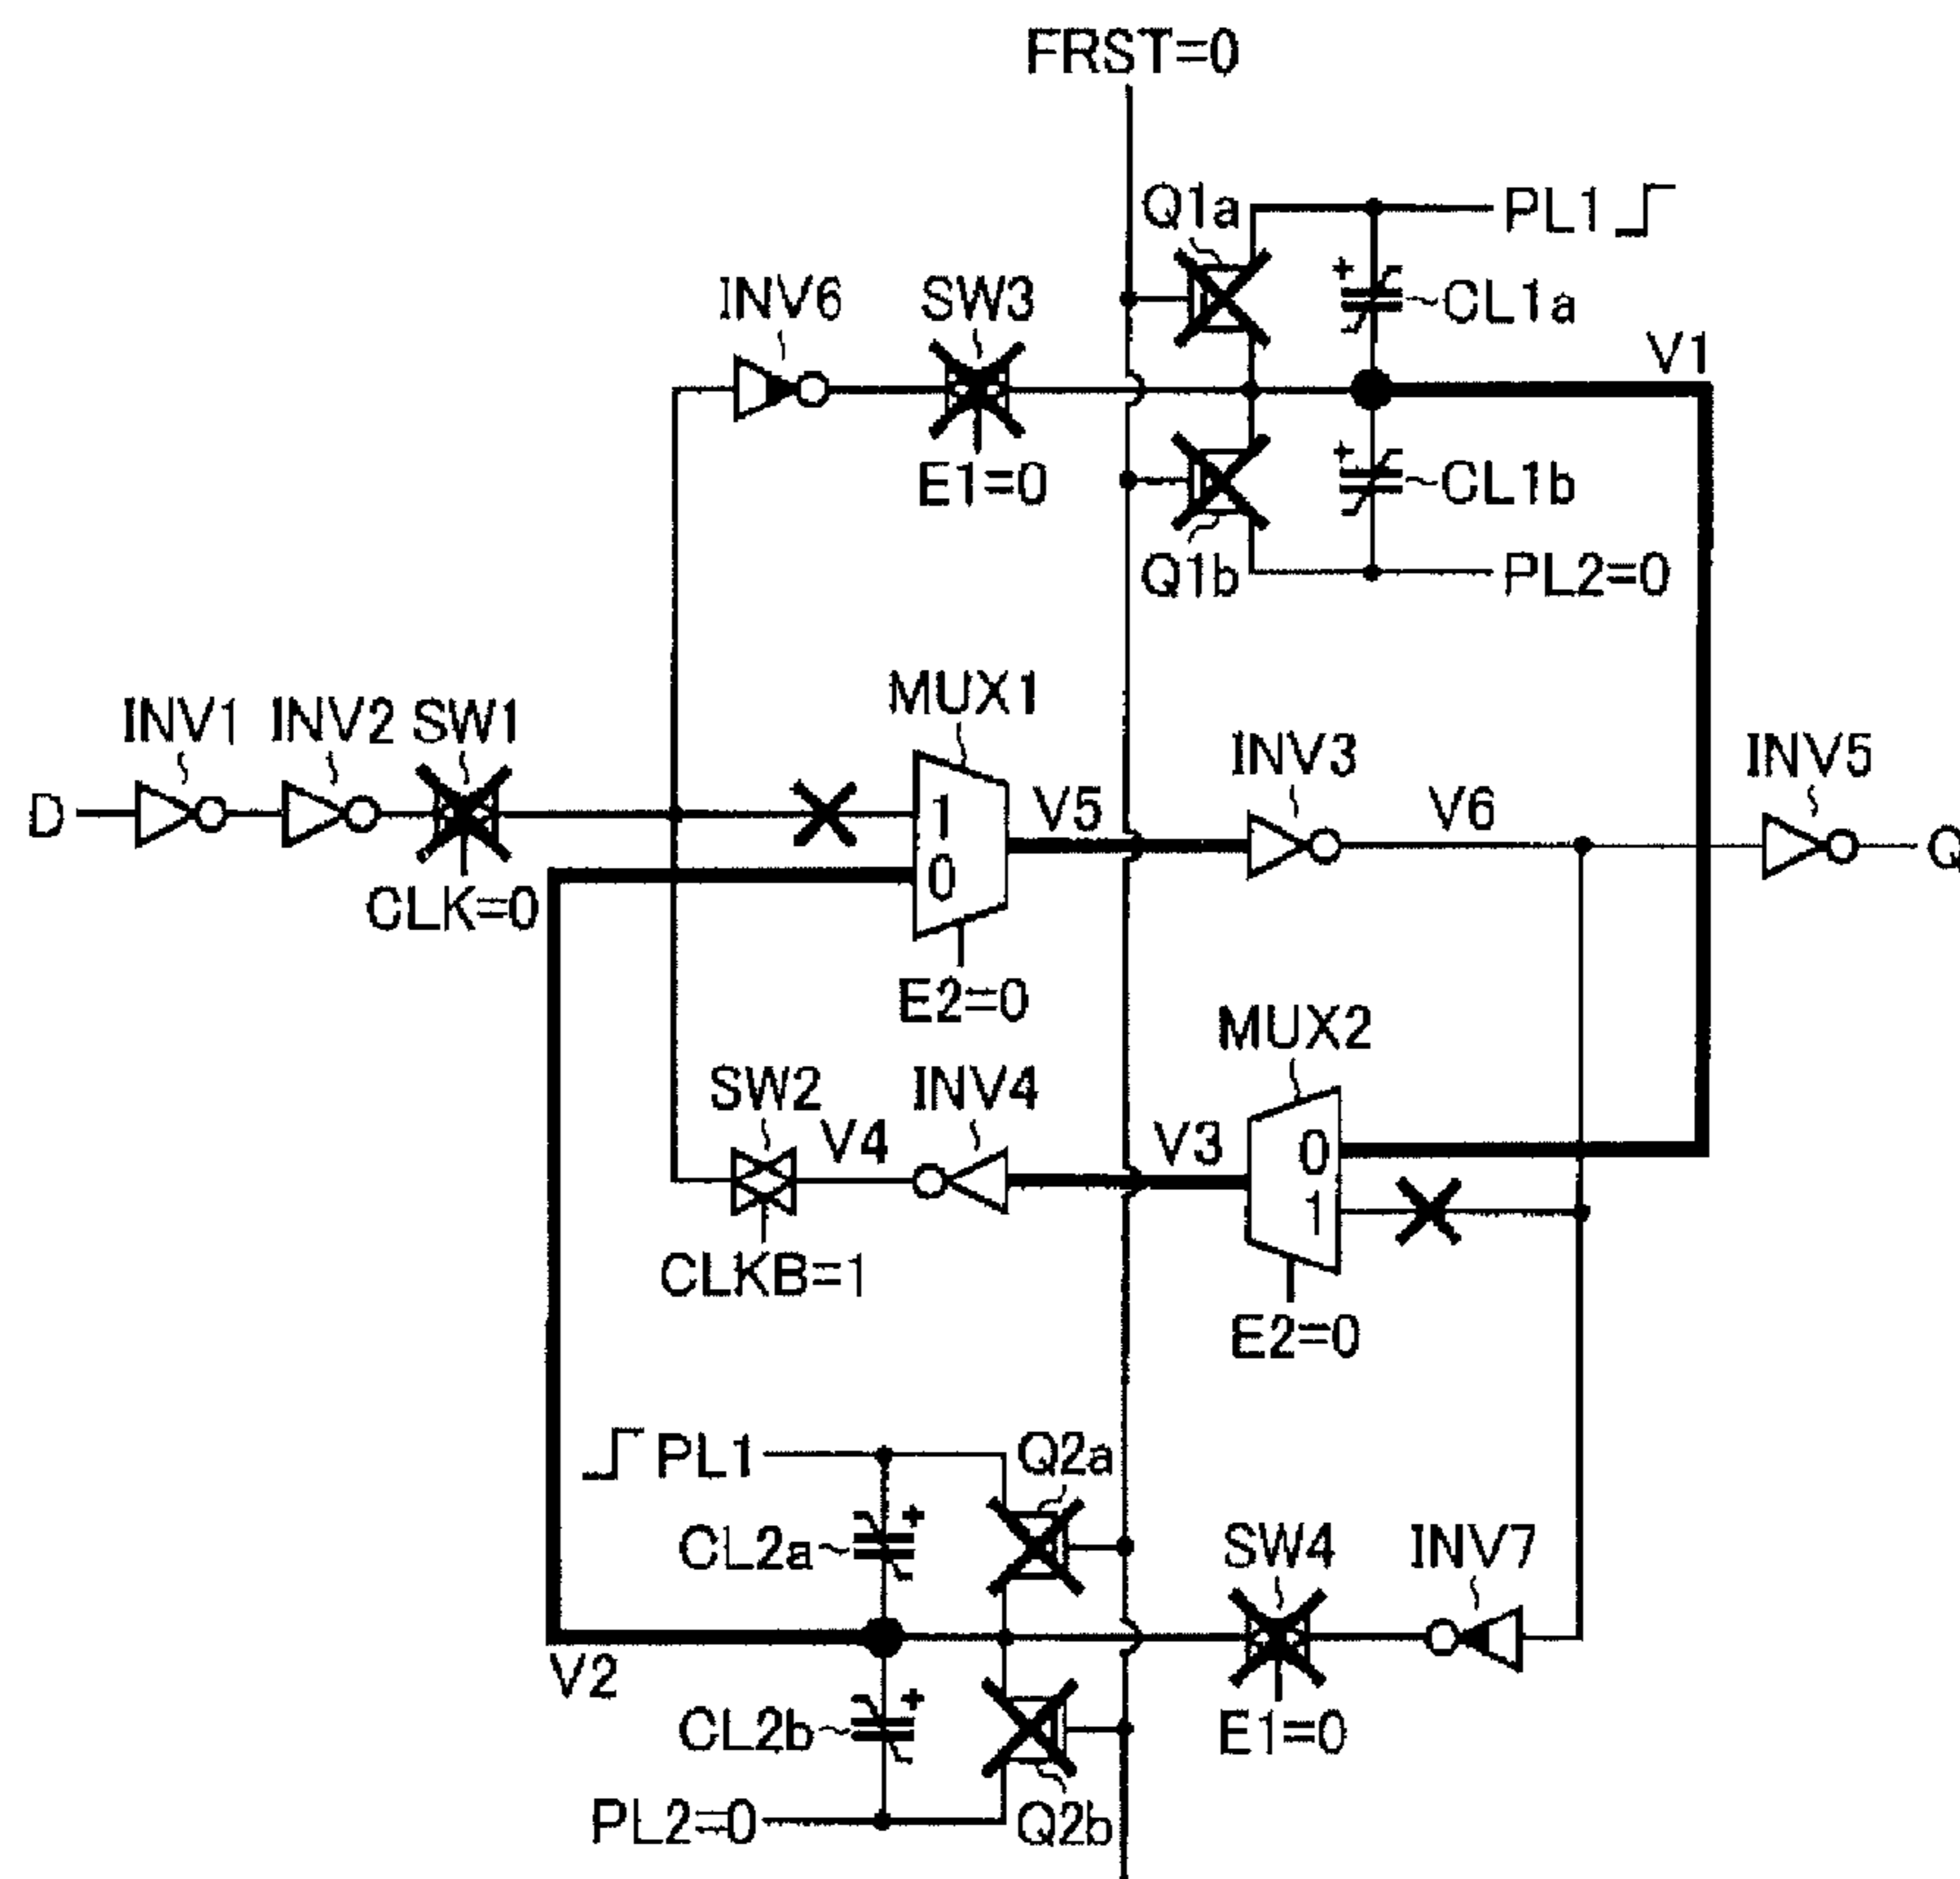 FRST=0
Q1a
PL1
INV6
SW3
CL1a
V1
E1=0
CL1b
Q1b
PL2=0
MUX1
INV1
INV2
SW1
INV3
INV5
V5
V6
D
1
0
Q
CLK=0
E2=0
MUX2
SW2
INV4
V4
V3
0
1
CLKB=1
E2=0
PL1
Q2a
CL2a
SW4
INV7
V2
CL2b
E1=0
PL2=0
Q2b